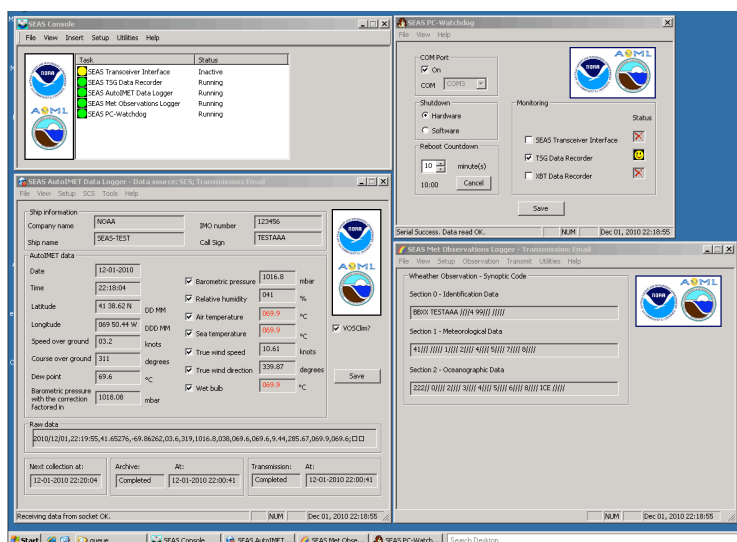 SEAS Console
File View Insert Setup Utilities Help
Task Status
SEAS Transceiver Interface Inactive
SEAS TSG Data Recorder Running
SEAS AutoIMET Data Logger Running
SEAS Met Observations Logger Running
SEAS PC-Watchdog Running
NOAA
AOML
SEAS PC-Watchdog
File View Help
COM Port
On
COM COM3
Shutdown
Hardware
Software
Reboot Countdown
10 minute(s)
10:00 Cancel
AOML
NOAA
Monitoring
Status
SEAS Transceiver Interface
TSG Data Recorder
XBT Data Recorder
Save
Serial Success. Data read OK. NUM Dec 01, 2010 22:18:55
SEAS AutoIMET Data Logger - Data source: SCS; Transmission: Email
File View Setup SCS Tools Help
Ship information
Company name NOAA IMO number 123456
Ship name SEAS-TEST Call Sign TESTAAA
NOAA
AOML
AutoIMET data
Date 12-01-2010
Time 22:18:04
Latitude 41 38.62 N DD MM
Longitude 069 50.44 W DDD MM
Speed over ground 03.2 knots
Course over ground 311 degrees
Dew point 69.6 °C
Barometric pressure
with the correction
factored in 1018.08 mbar
Barometric pressure 1016.8 mbar
Relative humidity 041 %
Air temperature 069.9 °C
Sea temperature 069.9 °C
True wind speed 10.61 knots
True wind direction 339.87 degrees
Wet bulb 069.9 °C
VOSClim?
Save
Raw data
2010/12/01,22:19:55,41.65276,-69.86262,03.6,319,1016.8,038,069.6,069.6,9.44,285.67,069.9,069.6;□□
Next collection at: Archive: At: Transmission: At:
12-01-2010 22:20:04 Completed 12-01-2010 22:00:41 Completed 12-01-2010 22:00:41
Receiving data from socket OK. NUM Dec 01, 2010 22:18:55
SEAS Met Observations Logger - Transmission: Email
File View Setup Observation Transmit Utilities Help
Wheather Observation - Synoptic Code
Section 0 - Identification Data
BBXX TESTAAA ////4 99/// /////
Section 1 - Meteorological Data
41/// ///// 1//// 2//// 4//// 5//// 7//// 8////
Section 2 - Oceanographic Data
222// 0//// 2//// 3//// 4//// 5//// 6//// 8//// ICE /////
NOAA
AOML
NUM Dec 01, 2010 22:18:55
Start queue SEAS Console SEAS AutoIMET... SEAS Met Obse... SEAS PC-Watch... Search Desktop